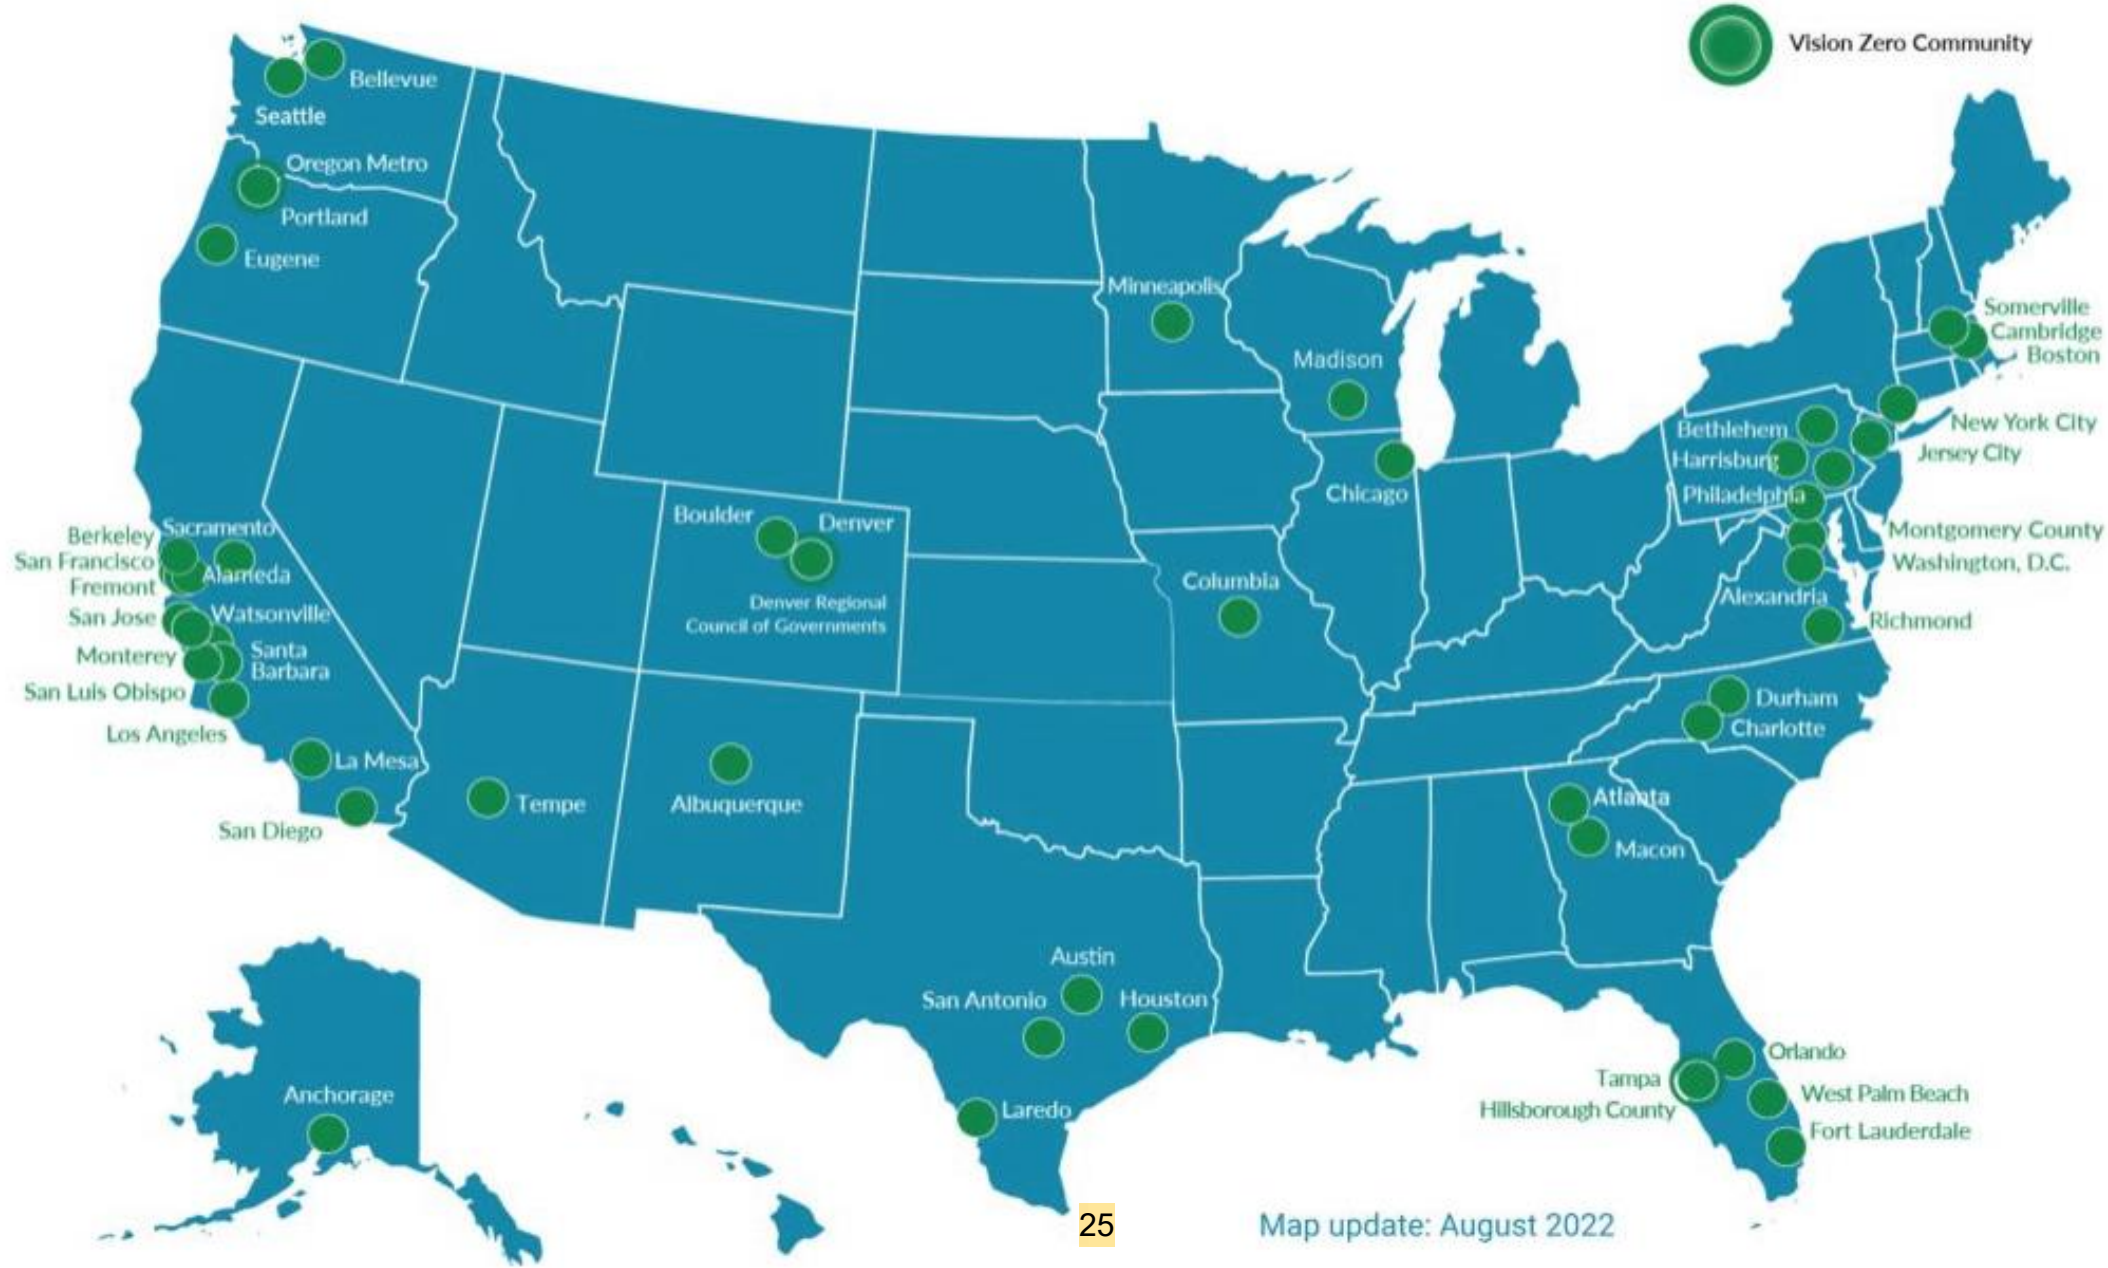 Vision Zero Community
Bellevue
Seattle
Oregon Metro
Portland
Eugene
Minneapolis
Madison
Chicago
Somerville
Cambridge
Boston
New York City
Jersey City
Bethlehem
Harrisburg
Philadelphia
Montgomery County
Washington, D.C.
Alexandria
Richmond
Berkeley
Sacramento
San Francisco
Alameda
Fremont
San Jose
Watsonville
Monterey
Santa
Barbara
San Luis Obispo
Los Angeles
La Mesa
San Diego
Boulder
Denver
Denver Regional
Council of Governments
Columbia
Tempe
Albuquerque
Durham
Charlotte
Atlanta
Macon
Austin
San Antonio
Houston
Laredo
Anchorage
Orlando
Tampa
Hillsborough County
West Palm Beach
Fort Lauderdale
25
Map update: August 2022